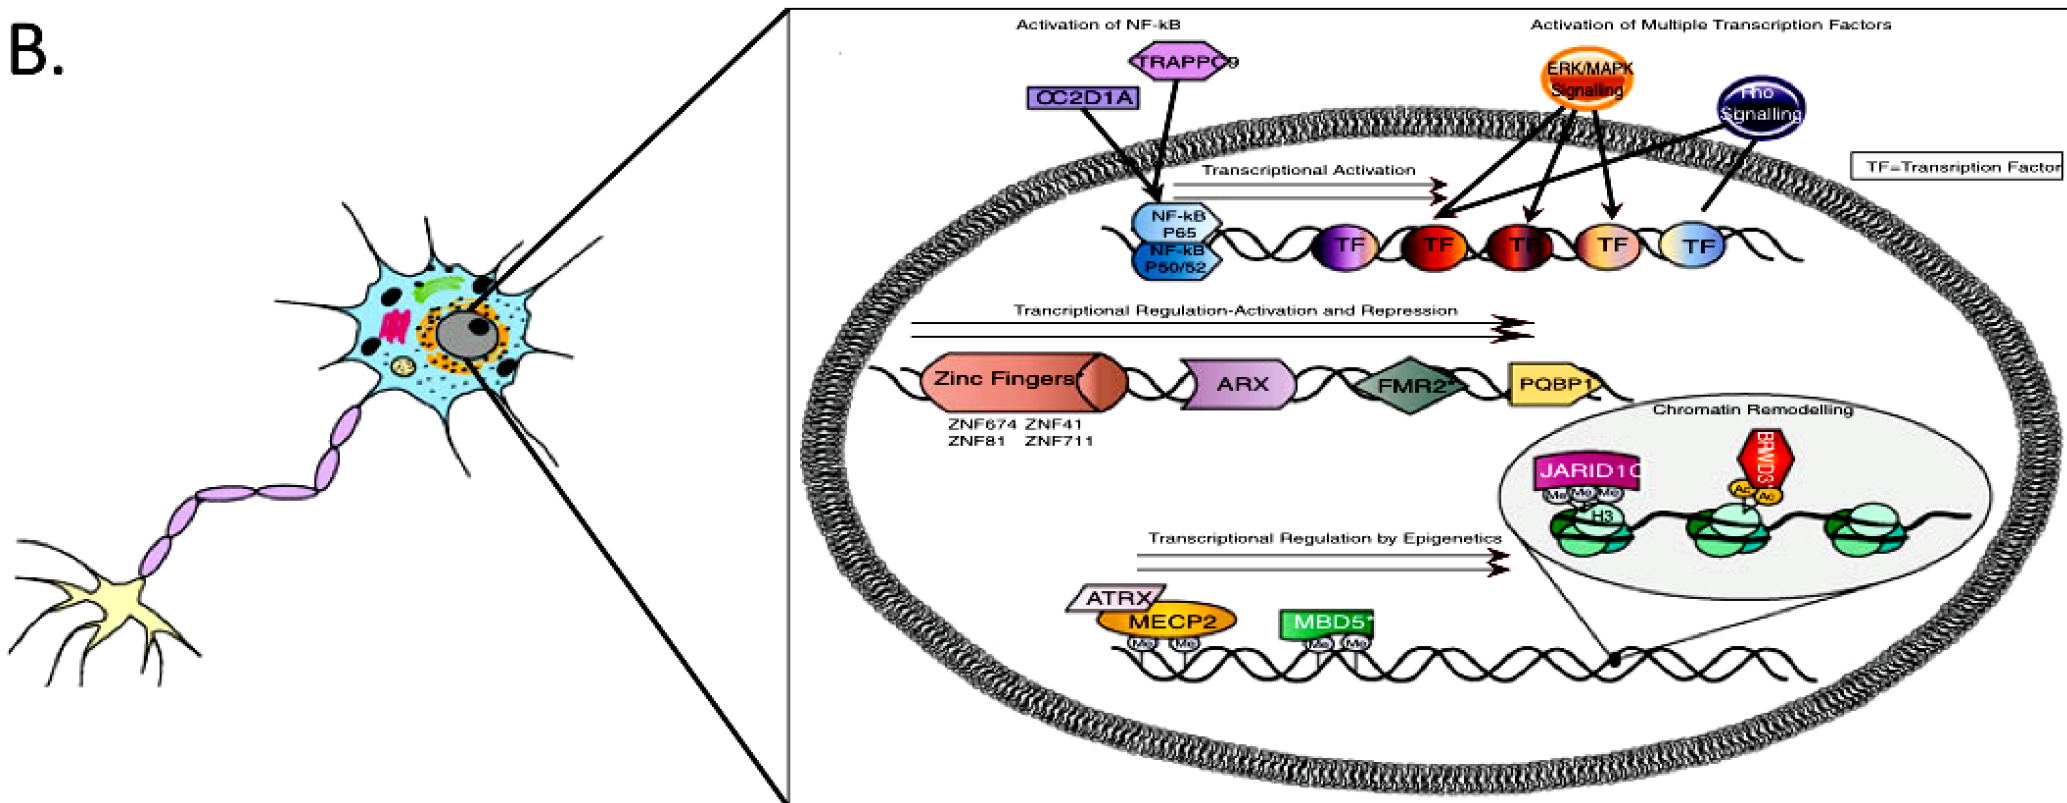 B.
Activation of NF-kB
Activation of Multiple Transcription Factors
TRAPPC9
CC2D1A
ERK/MAPK
Signalling
Rho
Signalling
TF=Transription Factor
Transcriptional Activation
NF-kB
P65
NF-kB
P50/52
TF
TF
TF
TF
TF
Trancriptional Regulation-Activation and Repression
Zinc Fingers*
ARX
FMR2*
PQBP1
ZNF674 ZNF41
ZNF81 ZNF711
Chromatin Remodelling
JARID1C
BRWD3*
Me Me Me
Ac
Ac
H3
Transcriptional Regulation by Epigenetics
ATRX
MECP2
MBD5*
Me Me
Me Me